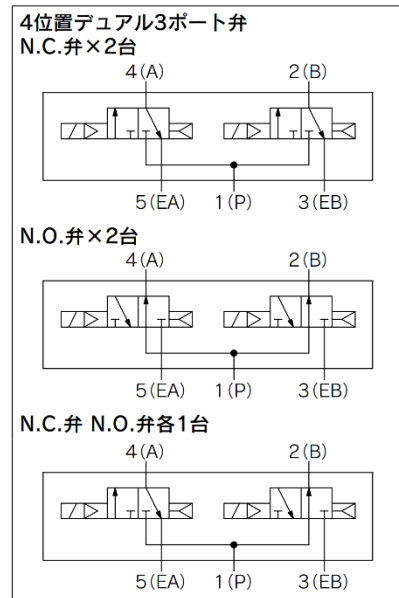 4位置デュアル3ポート弁
N.C.弁×2台
4(A) 2(B)
5(EA) 1(P) 3(EB)
N.O.弁×2台
4(A) 2(B)
5(EA) 1(P) 3(EB)
N.C.弁 N.O.弁各1台
4(A) 2(B)
5(EA) 1(P) 3(EB)